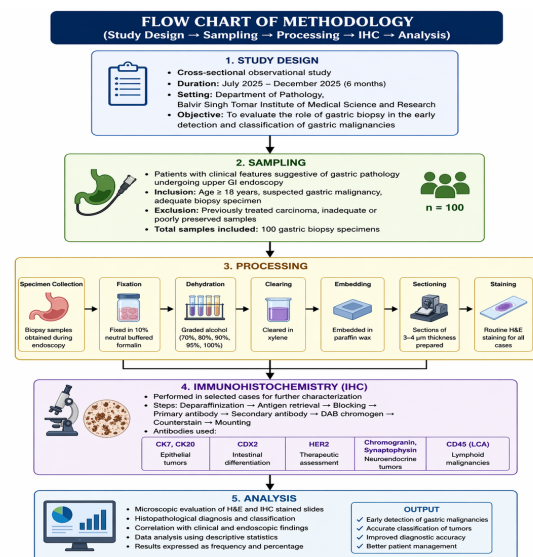 FLOW CHART OF METHODOLOGY
(Study Design → Sampling → Processing → IHC → Analysis)
1. STUDY DESIGN
• Cross-sectional observational study
• Duration: July 2025 – December 2025 (6 months)
• Setting: Department of Pathology,
Balvir Singh Tomar Institute of Medical Science and Research
• Objective: To evaluate the role of gastric biopsy in the early
detection and classification of gastric malignancies
2. SAMPLING
• Patients with clinical features suggestive of gastric pathology
undergoing upper GI endoscopy
• Inclusion: Age ≥ 18 years, suspected gastric malignancy,
adequate biopsy specimen
• Exclusion: Previously treated carcinoma, inadequate or
poorly preserved samples
• Total samples included: 100 gastric biopsy specimens
n = 100
3. PROCESSING
Specimen Collection
Biopsy samples
obtained during
endoscopy
Fixation
Fixed in 10%
neutral buffered
formalin
Dehydration
Graded alcohol
(70%, 80%, 90%,
95%, 100%)
Clearing
Cleared in
xylene
Embedding
Embedded in
paraffin wax
Sectioning
Sections of
3–4 µm thickness
prepared
Staining
Routine H&E
staining for all
cases
4. IMMUNOHISTOCHEMISTRY (IHC)
• Performed in selected cases for further characterization
• Steps: Deparaffinization → Antigen retrieval → Blocking →
Primary antibody → Secondary antibody → DAB chromogen →
Counterstain → Mounting
• Antibodies used:
CK7, CK20
Epithelial
tumors
CDX2
Intestinal
differentiation
HER2
Therapeutic
assessment
Chromogranin,
Synaptophysin
Neuroendocrine
tumors
CD45 (LCA)
Lymphoid
malignancies
5. ANALYSIS
• Microscopic evaluation of H&E and IHC stained slides
• Histopathological diagnosis and classification
• Correlation with clinical and endoscopic findings
• Data analysis using descriptive statistics
• Results expressed as frequency and percentage
OUTPUT
✓ Early detection of gastric malignancies
✓ Accurate classification of tumors
✓ Improved diagnostic accuracy
✓ Better patient management